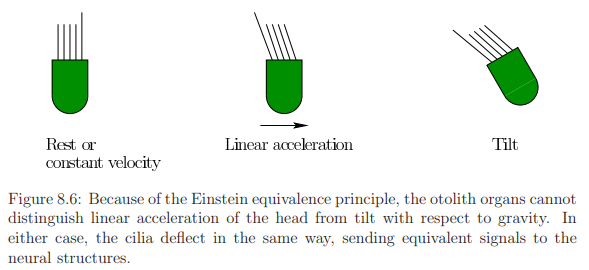 Rest or
constant velocity
Linear acceleration
Tilt
Figure 8.6: Because of the Einstein equivalence principle, the otolith organs cannot
distinguish linear acceleration of the head from tilt with respect to gravity. In
either case, the cilia deflect in the same way, sending equivalent signals to the
neural structures.